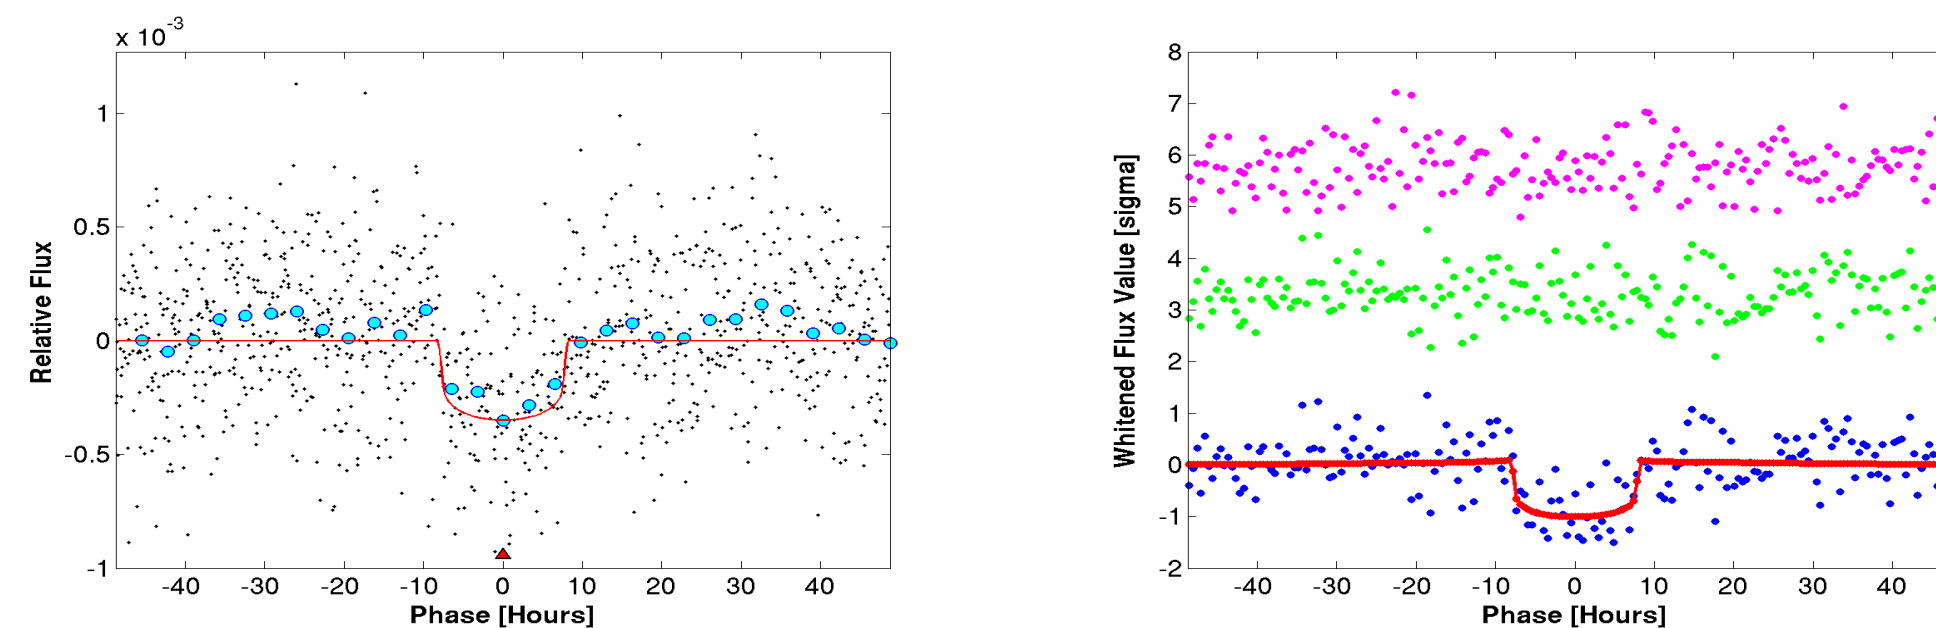 x 10-3
1
0.5
0
-0.5
-1
Relative Flux
-40 -30 -20 -10 0 10 20 30 40
Phase [Hours]
8
7
6
5
4
3
2
1
0
-1
-2
Whitened Flux Value [sigma]
-40 -30 -20 -10 0 10 20 30 40
Phase [Hours]